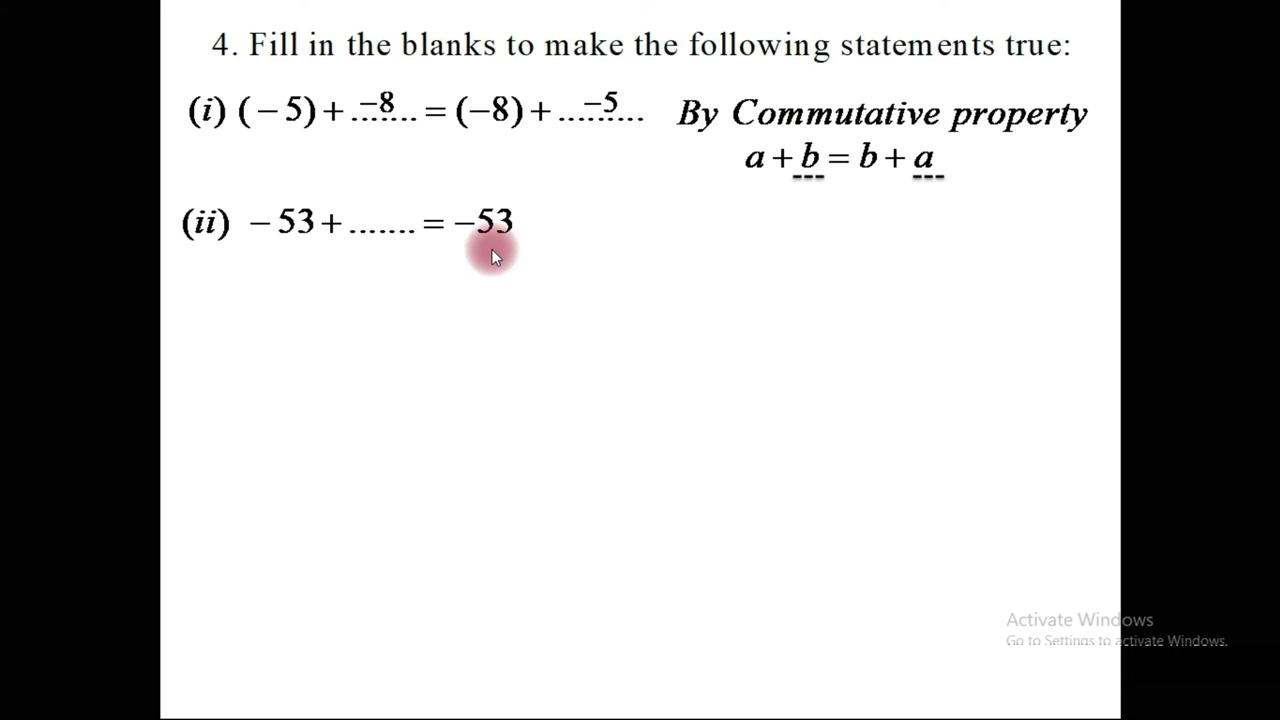 4. Fill in the blanks to make the following statements true:
(i) (−5) + ...−8... = (−8) + ...−5... By Commutative property
a + b = b + a
(ii) −53 + ....... = −53
Activate Windows
Go to Settings to activate Windows.